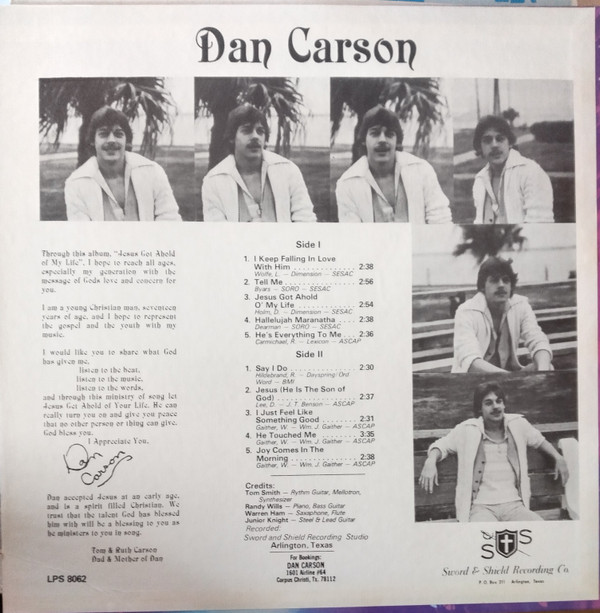 Dan Carson
Through this album, "Jesus Got Ahold
of My Life", I hope to reach all ages,
especially my generation with the
message of Gods love and concern for
you.
I am a young Christian man, seventeen
years of age, and I hope to represent
the gospel and the youth with my
music.
I would like you to share what God
has given me,
listen to the beat,
listen to the music,
listen to the words,
and through this ministry of song let
Jesus Get Ahold of Your Life. He can
really turn you on and give you peace
that no other person or thing can give.
God bless you.
I Appreciate You,
Dan Carson
Dan accepted Jesus at an early age,
and is a spirit filled Christian. We
trust that the talent God has blessed
him with will be a blessing to you as
he ministers to you in song.
Tom & Ruth Carson
Dad & Mother of Dan
LPS 8062
Side I
1. I Keep Falling In Love
With Him .............. 2:38
Wolfe, L. — Dimension — SESAC
2. Tell Me ................. 2:56
Byars — SORO — SESAC
3. Jesus Got Ahold
O' My Life .............. 2:54
Holm, D. — Dimension — SESAC
4. Hallelujah Maranatha .... 2:38
Dearman — SORO — SESAC
5. He's Everything To Me ... 2:36
Carmichael, R. — Lexicon — ASCAP
Side II
1. Say I Do ................ 2:30
Hildebrand, R. — Dayspring/Ord
Word — BMI
2. Jesus (He Is The Son of
God) ................... 2:37
Lee, D. — J. T. Benson — ASCAP
3. I Just Feel Like
Something Good ......... 2:31
Gaither, W. — Wm. J. Gaither — ASCAP
4. He Touched Me .......... 3:35
Gaither, W. — Wm. J. Gaither — ASCAP
5. Joy Comes In The
Morning ................ 2:38
Gaither, W. — Wm. J. Gaither — ASCAP
Credits:
Tom Smith — Rythm Guitar, Mellotron,
Synthesizer
Randy Wills — Piano, Bass Guitar
Warren Ham — Saxophone, Flute
Junior Knight — Steel & Lead Guitar
Recorded:
Sword and Shield Recording Studio
Arlington, Texas
For Bookings:
DAN CARSON
1601 Airline #64
Corpus Christi, Tx. 78112
S S
Sword & Shield Recording Co.
P.O. Box 211 Arlington, Texas